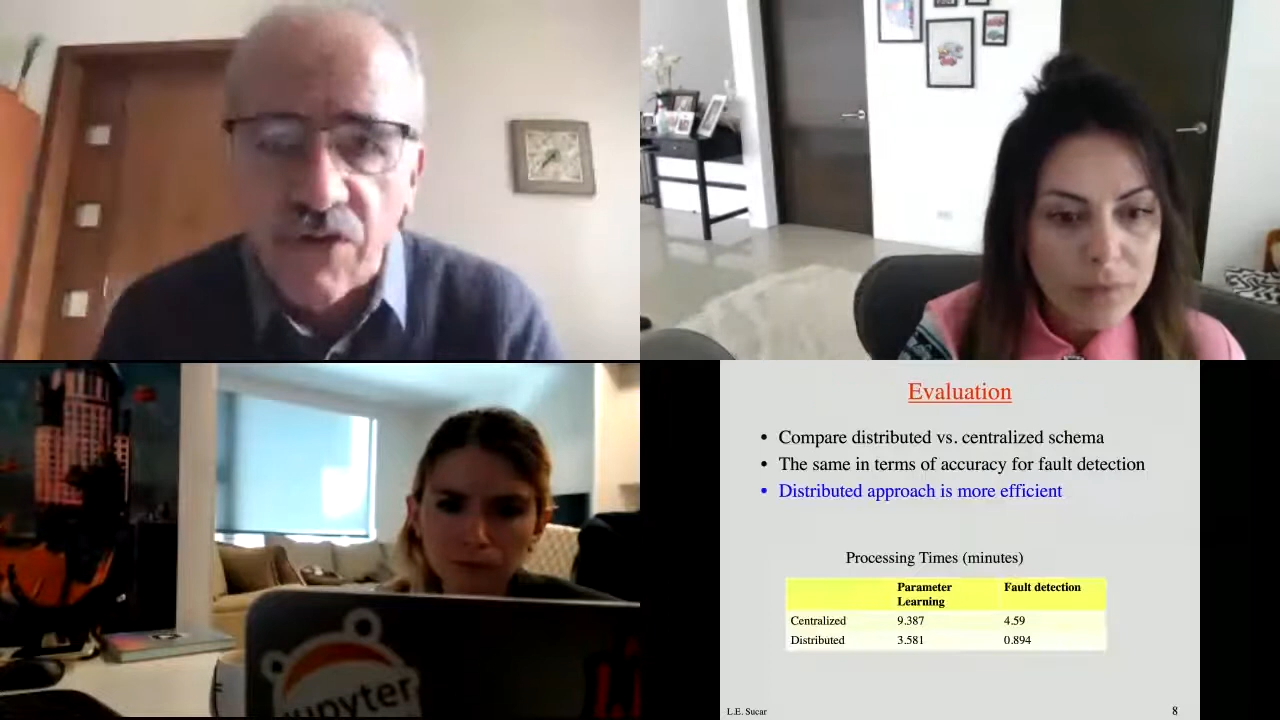 Evaluation
• Compare distributed vs. centralized schema
• The same in terms of accuracy for fault detection
• Distributed approach is more efficient
Processing Times (minutes)
Parameter Learning Fault detection
Centralized 9.387 4.59
Distributed 3.581 0.894
L.E. Sucar 8
jupyter